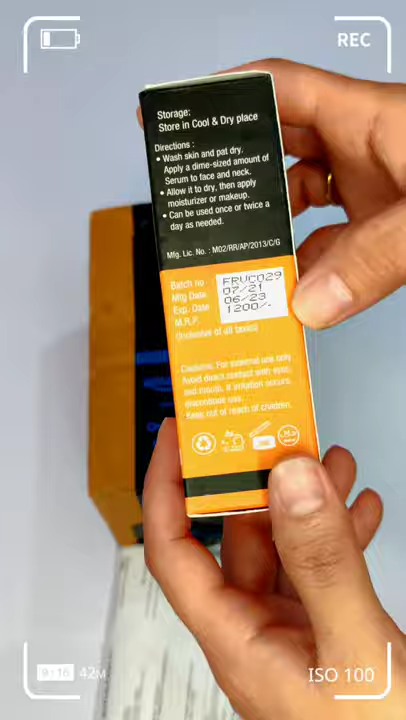 REC
Storage:
Store in Cool & Dry place
Directions :
• Wash skin and pat dry.
Apply a dime-sized amount of
Serum to face and neck.
• Allow it to dry, then apply
moisturizer or makeup.
• Can be used once or twice a
day as needed.
Mfg. Lic. No. : M02/RR/AP/2013/C/G
Batch no FRUC029
Mfg Date 07/21
Exp. Date 06/23
M.R.P. 1200/-
(Inclusive of all taxes)
Cautions: For external use only
Avoid direct contact with eyes
and mouth, if irritation occurs,
discontinue use.
Keep out of reach of children.
9:16 42M
ISO 100